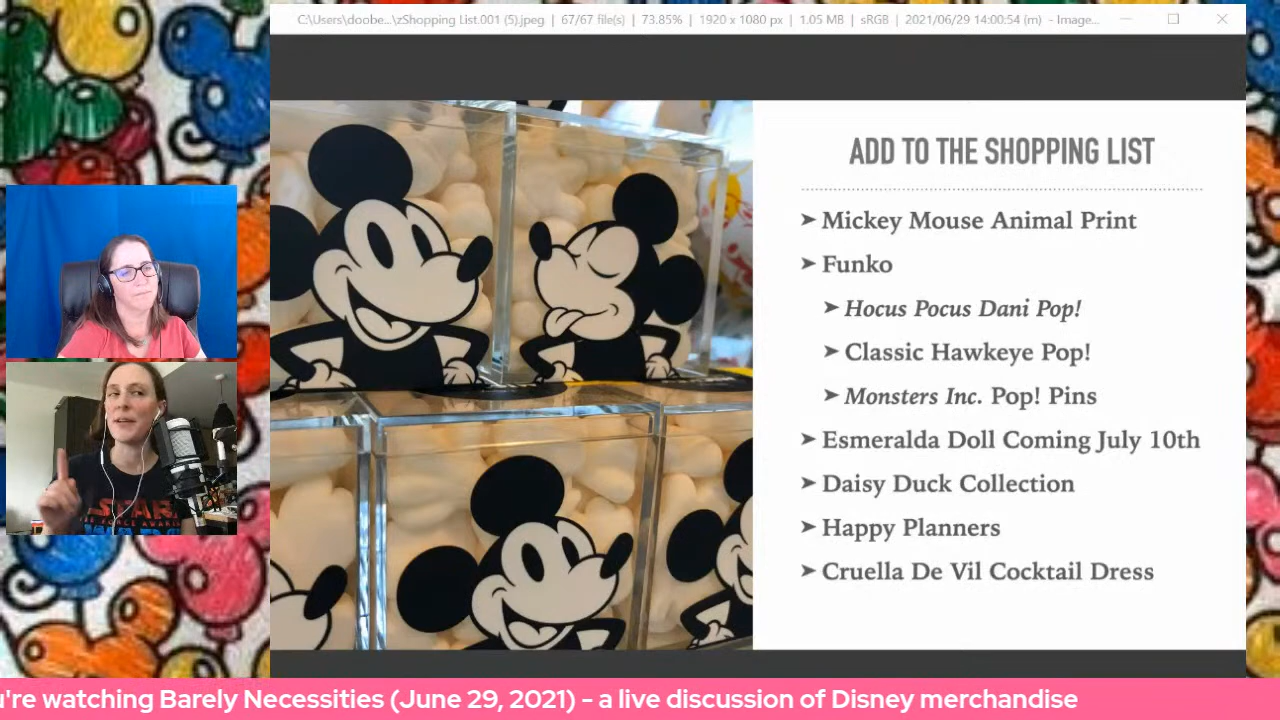 C:\Users\doobe...\zShopping List.001 (5).jpeg | 67/67 file(s) | 73.85% | 1920 x 1080 px | 1.05 MB | sRGB | 2021/06/29 14:00:54 (m) - Image...
ADD TO THE SHOPPING LIST
➤ Mickey Mouse Animal Print
➤ Funko
➤ Hocus Pocus Dani Pop!
➤ Classic Hawkeye Pop!
➤ Monsters Inc. Pop! Pins
➤ Esmeralda Doll Coming July 10th
➤ Daisy Duck Collection
➤ Happy Planners
➤ Cruella De Vil Cocktail Dress
STAR
WARS
u're watching Barely Necessities (June 29, 2021) - a live discussion of Disney merchandise